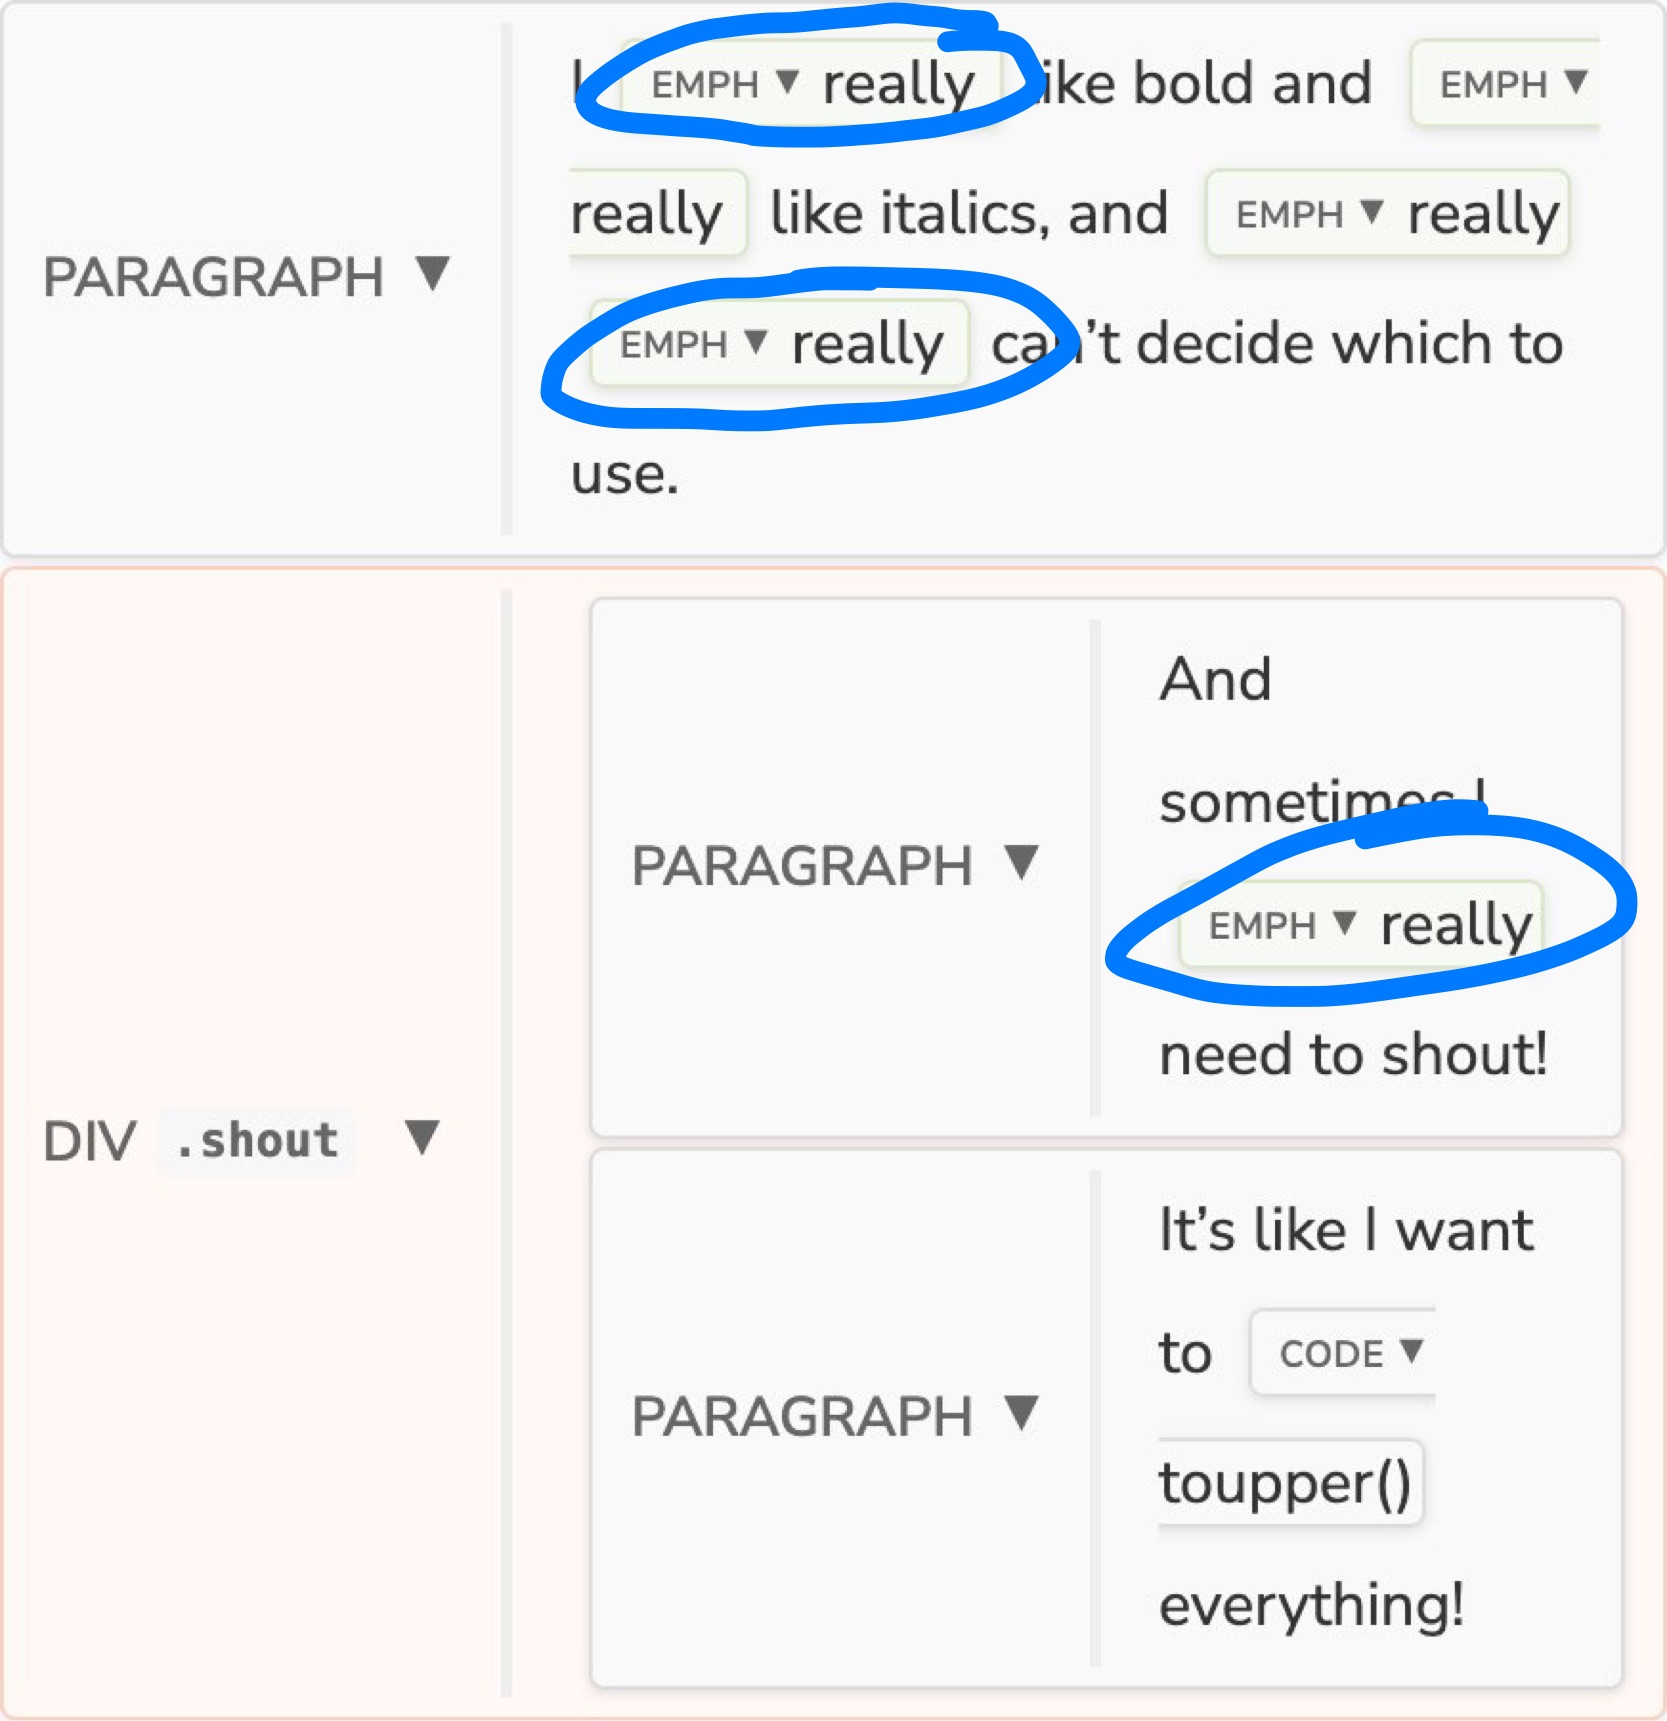 I EMPH ▼ really like bold and EMPH ▼
really like italics, and EMPH ▼ really
PARAGRAPH ▼
EMPH ▼ really can't decide which to
use.
And
sometimes I
PARAGRAPH ▼
EMPH ▼ really
need to shout!
DIV .shout ▼
It's like I want
to CODE ▼
PARAGRAPH ▼
toupper()
everything!